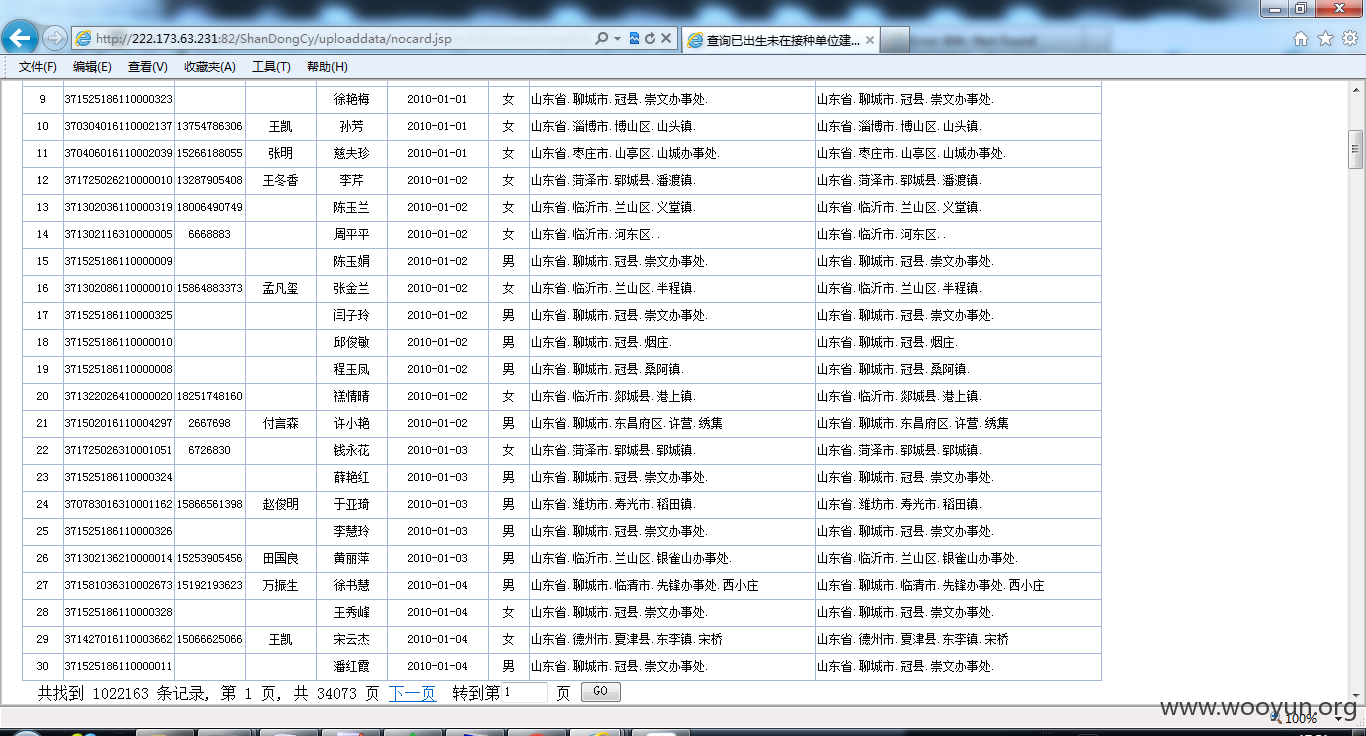 http://222.173.63.231:82/ShanDongCy/uploaddata/nocard.jsp
查询已出生未在接种单位建...
文件(F) 编辑(E) 查看(V) 收藏夹(A) 工具(T) 帮助(H)
9 371525186110000323 徐艳梅 2010-01-01 女 山东省.聊城市.冠县.崇文办事处. 山东省.聊城市.冠县.崇文办事处.
10 370304016110002137 13754786306 王凯 孙芳 2010-01-01 女 山东省.淄博市.博山区.山头镇. 山东省.淄博市.博山区.山头镇.
11 370406016110002039 15266188055 张明 慈夫珍 2010-01-01 女 山东省.枣庄市.山亭区.山城办事处. 山东省.枣庄市.山亭区.山城办事处.
12 371725026210000010 13287905408 王冬香 李芹 2010-01-02 女 山东省.菏泽市.郓城县.潘渡镇. 山东省.菏泽市.郓城县.潘渡镇.
13 371302036110000319 18006490749 陈玉兰 2010-01-02 女 山东省.临沂市.兰山区.义堂镇. 山东省.临沂市.兰山区.义堂镇.
14 371302116310000005 6668883 周平平 2010-01-02 女 山东省.临沂市.河东区.. 山东省.临沂市.河东区..
15 371525186110000009 陈玉娟 2010-01-02 男 山东省.聊城市.冠县.崇文办事处. 山东省.聊城市.冠县.崇文办事处.
16 371302086110000010 15864883373 孟凡玺 张金兰 2010-01-02 女 山东省.临沂市.兰山区.半程镇. 山东省.临沂市.兰山区.半程镇.
17 371525186110000325 闫子玲 2010-01-02 男 山东省.聊城市.冠县.崇文办事处. 山东省.聊城市.冠县.崇文办事处.
18 371525186110000010 邱俊敏 2010-01-02 男 山东省.聊城市.冠县.烟庄. 山东省.聊城市.冠县.烟庄.
19 371525186110000008 程玉凤 2010-01-02 男 山东省.聊城市.冠县.桑阿镇. 山东省.聊城市.冠县.桑阿镇.
20 371322026410000020 18251748160 禚情晴 2010-01-02 女 山东省.临沂市.郯城县.港上镇. 山东省.临沂市.郯城县.港上镇.
21 371502016110004297 2667698 付言森 许小艳 2010-01-03 男 山东省.聊城市.东昌府区.许营.绣集 山东省.聊城市.东昌府区.许营.绣集
22 371725026310001051 6726830 钱永花 2010-01-03 女 山东省.菏泽市.郓城县.郓城镇. 山东省.菏泽市.郓城县.郓城镇.
23 371525186110000324 薛艳红 2010-01-03 男 山东省.聊城市.冠县.崇文办事处. 山东省.聊城市.冠县.崇文办事处.
24 370783016310001162 15866561398 赵俊明 于亚琦 2010-01-03 男 山东省.潍坊市.寿光市.稻田镇. 山东省.潍坊市.寿光市.稻田镇.
25 371525186110000326 李慧玲 2010-01-03 男 山东省.聊城市.冠县.崇文办事处. 山东省.聊城市.冠县.崇文办事处.
26 371302136210000014 15253905456 田国良 黄丽萍 2010-01-03 男 山东省.临沂市.兰山区.银雀山办事处. 山东省.临沂市.兰山区.银雀山办事处.
27 371581036310002673 15192193623 万振生 徐书慧 2010-01-04 男 山东省.聊城市.临清市.先锋办事处.西小庄 山东省.聊城市.临清市.先锋办事处.西小庄
28 371525186110000328 王秀峰 2010-01-04 女 山东省.聊城市.冠县.崇文办事处. 山东省.聊城市.冠县.崇文办事处.
29 371427016110003662 15066625066 王凯 宋云杰 2010-01-04 女 山东省.德州市.夏津县.东李镇.宋桥 山东省.德州市.夏津县.东李镇.宋桥
30 371525186110000011 潘红霞 2010-01-04 男 山东省.聊城市.冠县.崇文办事处. 山东省.聊城市.冠县.崇文办事处.
共找到 1022163 条记录, 第 1 页, 共 34073 页 下一页 转到第 1 页 GO
www.wooyun.org
100%